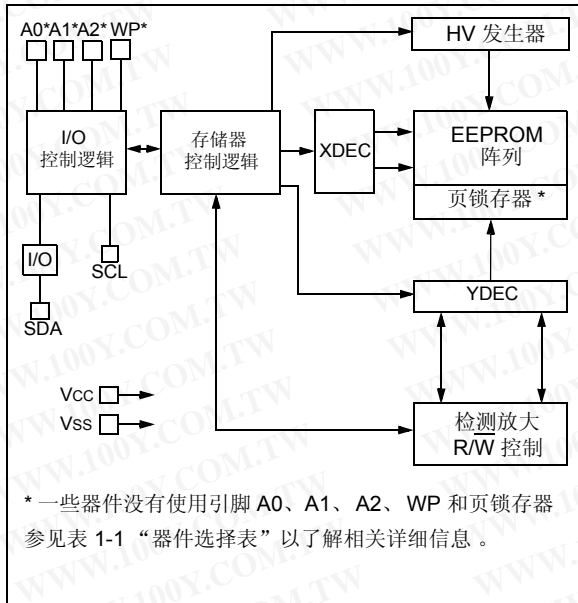 A0*A1*A2* WP*
HV 发生器
I/O
控制逻辑
存储器
控制逻辑
XDEC
EEPROM
阵列
页锁存器 *
I/O
SCL
SDA
YDEC
Vcc
Vss
检测放大
R/W̅ 控制
* 一些器件没有使用引脚 A0、A1、 A2、 WP 和页锁存器
参见表 1-1 “器件选择表”以了解相关详细信息 。
WWW.100Y.COM.TW